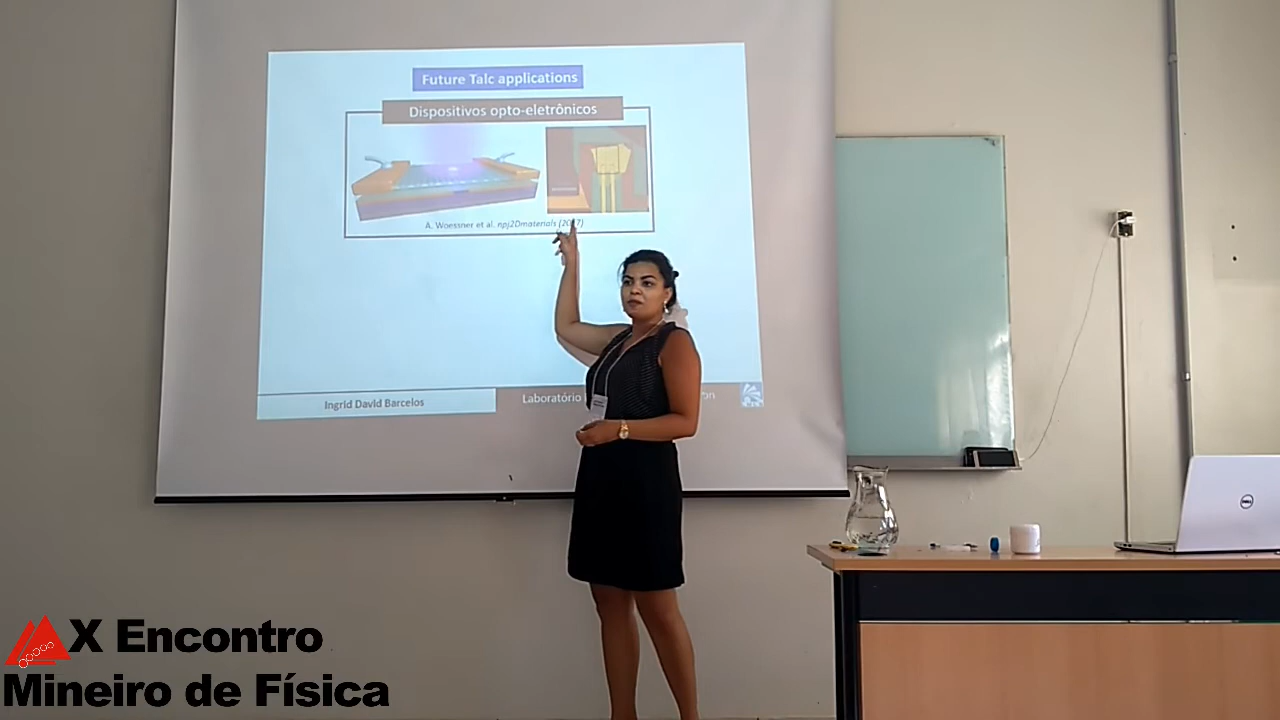 Future Talc applications
Dispositivos opto-eletrônicos
A. Woessner et al. npj2Dmaterials (2017)
Ingrid David Barcelos
Laboratório
DELL
X Encontro
Mineiro de Física